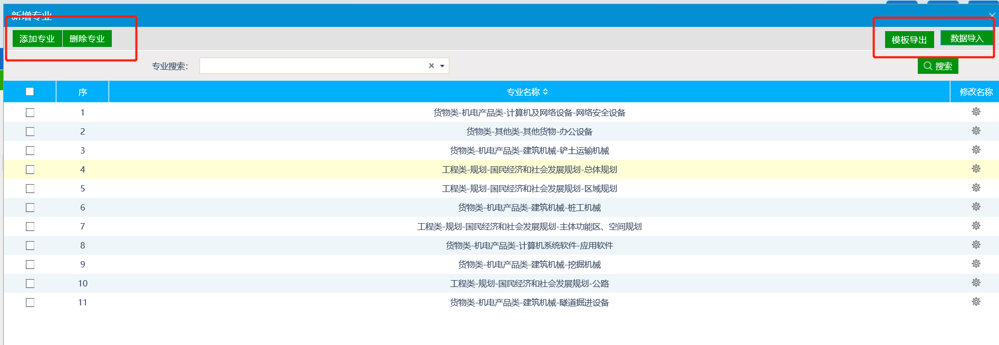 新增专业
添加专业 删除专业 模板导出 数据导入
专业搜索: 搜索
序 专业名称 修改名称
1 货物类-机电产品类-计算机及网络设备-网络安全设备
2 货物类-其他类-其他货物-办公设备
3 货物类-机电产品类-建筑机械-铲土运输机械
4 工程类-规划-国民经济和社会发展规划-总体规划
5 工程类-规划-国民经济和社会发展规划-区域规划
6 货物类-机电产品类-建筑机械-桩工机械
7 工程类-规划-国民经济和社会发展规划-主体功能区、空间规划
8 货物类-机电产品类-计算机系统软件-应用软件
9 货物类-机电产品类-建筑机械-挖掘机械
10 工程类-规划-国民经济和社会发展规划-公路
11 货物类-机电产品类-建筑机械-隧道掘进设备